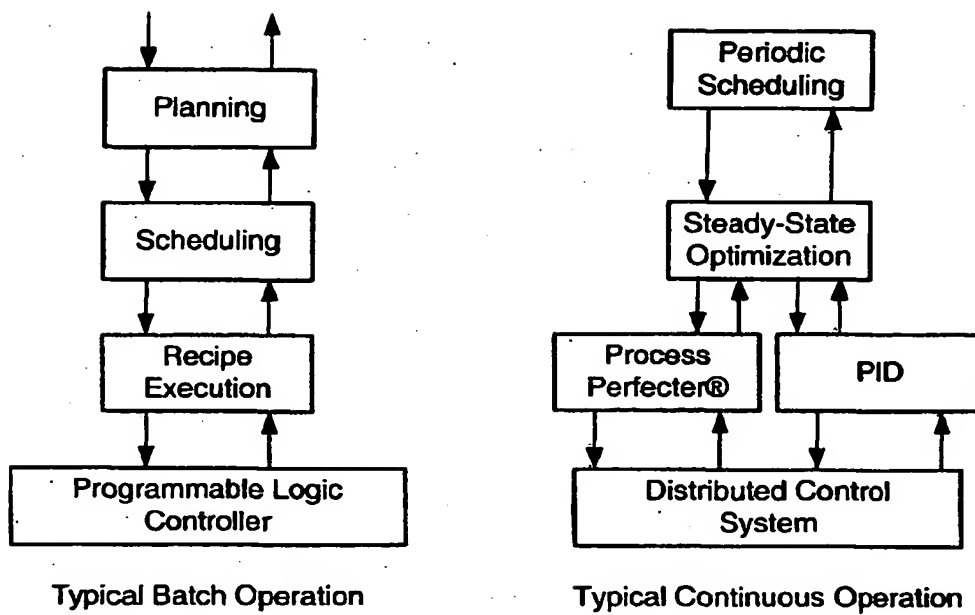 Planning
Scheduling
Recipe
Execution
Programmable Logic
Controller
Typical Batch Operation
Periodic
Scheduling
Steady-State
Optimization
Process
Perfecter®
PID
Distributed Control
System
Typical Continuous Operation